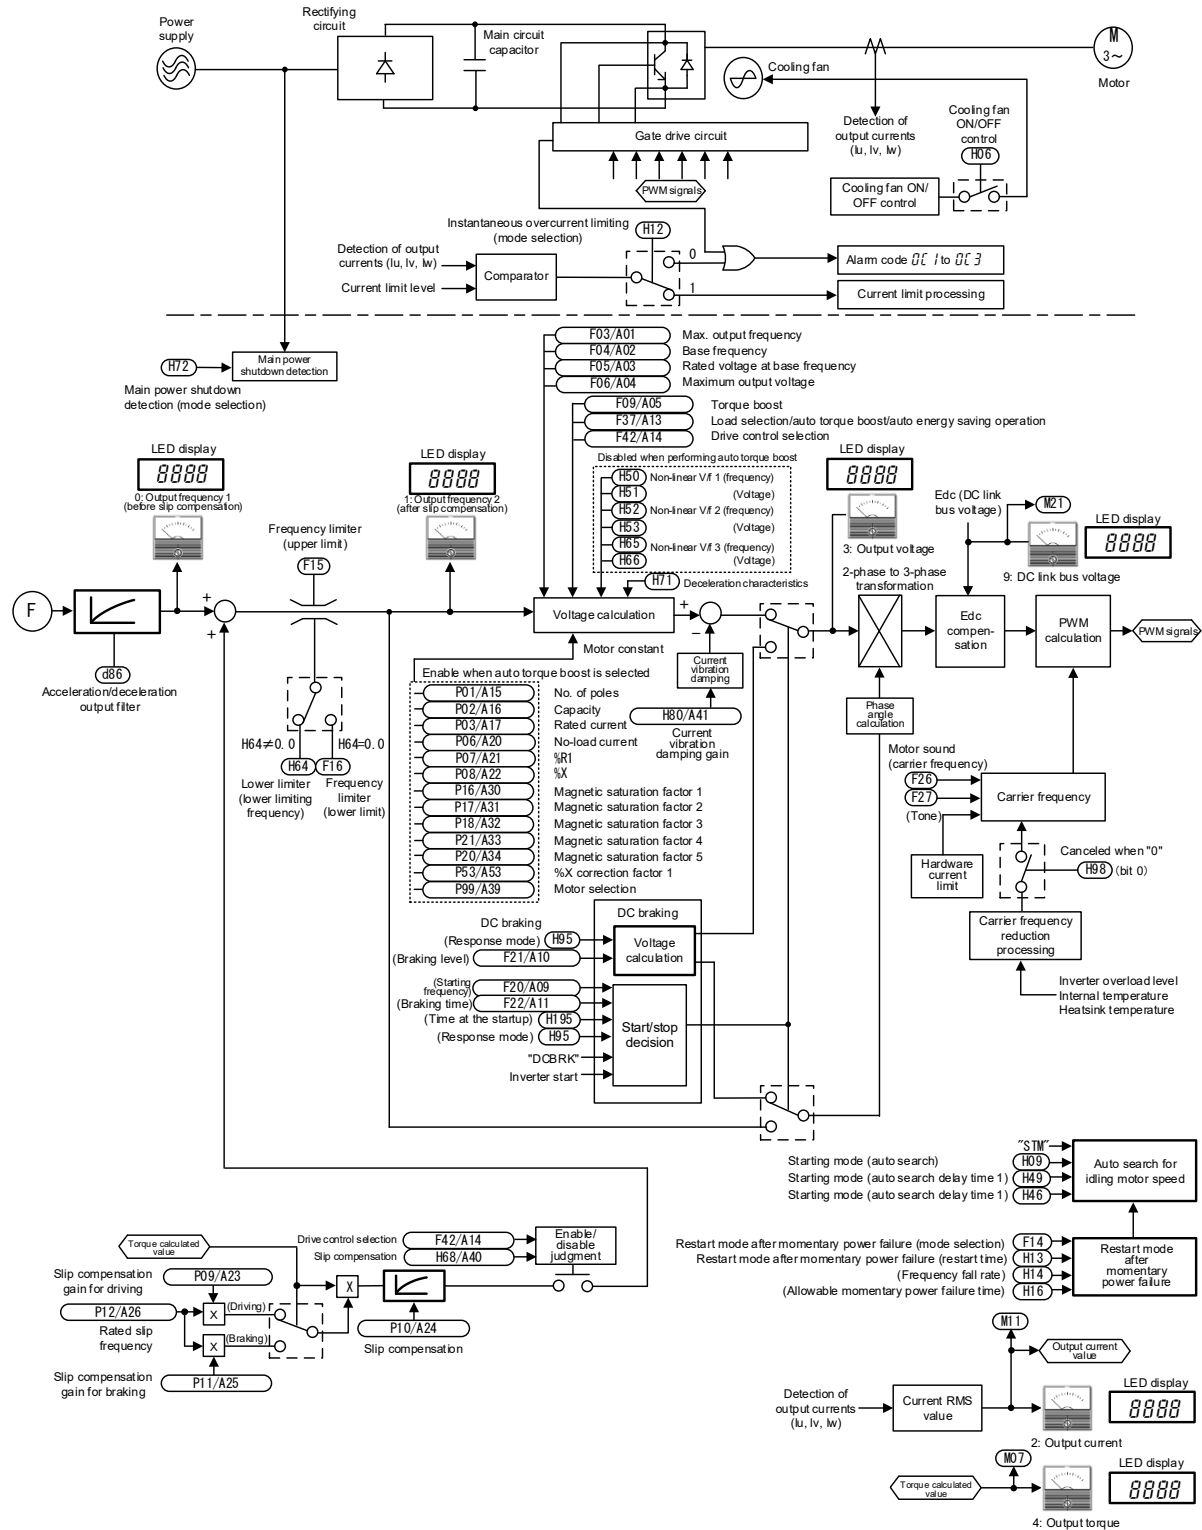 Power
supply
Rectifying
circuit
Main circuit
capacitor
M
3～
Motor
Cooling fan
Detection of
output currents
(Iu, Iv, Iw)
Cooling fan
ON/OFF
control
H06
Gate drive circuit
PWM signals
Cooling fan ON/
OFF control
Instantaneous overcurrent limiting
(mode selection)
H12
Detection of output
currents (Iu, Iv, Iw)
Current limit level
Comparator
0
1
Alarm code 0C1 to 0C3
Current limit processing
H72
Main power
shutdown detection
Main power shutdown
detection (mode selection)
F03/A01 Max. output frequency
F04/A02 Base frequency
F05/A03 Rated voltage at base frequency
F06/A04 Maximum output voltage
F09/A05 Torque boost
F37/A13 Load selection/auto torque boost/auto energy saving operation
F42/A14 Drive control selection
Disabled when performing auto torque boost
H50 Non-linear V/f 1 (frequency)
H51 (Voltage)
H52 Non-linear V/f 2 (frequency)
H53 (Voltage)
H65 Non-linear V/f 3 (frequency)
H66 (Voltage)
H71 Deceleration characteristics
LED display
8888
0: Output frequency 1
(before slip compensation)
LED display
8888
1: Output frequency 2
(after slip compensation)
LED display
8888
3: Output voltage
Edc (DC link
bus voltage)
M21
LED display
8888
9: DC link bus voltage
Frequency limiter
(upper limit)
F15
F
+
+
d86
Acceleration/deceleration
output filter
H64≠0.0
H64=0.0
H64
F16
Lower limiter
(lower limiting
frequency)
Frequency
limiter
(lower limit)
Voltage calculation
+
−
Motor constant
2-phase to 3-phase
transformation
Edc
compen-
sation
PWM
calculation
PWM signals
Current
vibration
damping
H80/A41
Current
vibration
damping gain
Phase
angle
calculation
Enable when auto torque boost is selected
P01/A15 No. of poles
P02/A16 Capacity
P03/A17 Rated current
P06/A20 No-load current
P07/A21 %R1
P08/A22 %X
P16/A30 Magnetic saturation factor 1
P17/A31 Magnetic saturation factor 2
P18/A32 Magnetic saturation factor 3
P21/A33 Magnetic saturation factor 4
P20/A34 Magnetic saturation factor 5
P53/A53 %X correction factor 1
P99/A39 Motor selection
Motor sound
(carrier frequency)
F26
F27
(Tone)
Carrier frequency
Hardware
current
limit
Canceled when "0"
H98 (bit 0)
Carrier frequency
reduction
processing
Inverter overload level
Internal temperature
Heatsink temperature
DC braking
DC braking
(Response mode) H95
(Braking level) F21/A10
Voltage
calculation
(Starting
frequency) F20/A09
(Braking time) F22/A11
(Time at the startup) H195
(Response mode) H95
"DCBRK"
Inverter start
Start/stop
decision
"STM"
Starting mode (auto search) H09
Starting mode (auto search delay time 1) H49
Starting mode (auto search delay time 1) H46
Auto search for
idling motor speed
Restart mode after momentary power failure (mode selection) F14
Restart mode after momentary power failure (restart time) H13
(Frequency fall rate) H14
(Allowable momentary power failure time) H16
Restart mode
after
momentary
power failure
Torque calculated
value
Drive control selection F42/A14
Slip compensation H68/A40
Enable/
disable
judgment
Slip compensation
gain for driving
P09/A23
P12/A26
Rated slip
frequency
X
(Driving)
X
(Braking)
X
P10/A24
Slip compensation
Slip compensation
gain for braking
P11/A25
M11
Output current
value
Detection of
output currents
(Iu, Iv, Iw)
Current RMS
value
LED display
8888
2: Output current
M07
Torque calculated
value
LED display
8888
4: Output torque